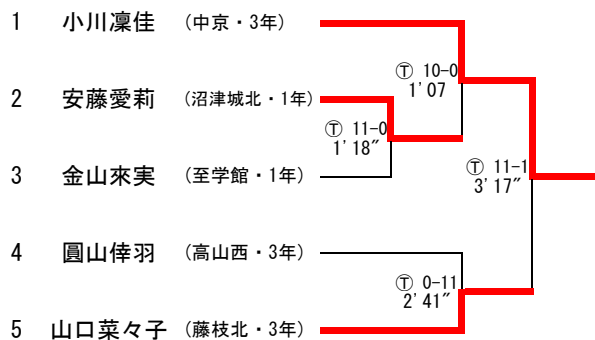 1 小川凜佳 (中京・3年)
Ⓣ 10-0
1'07
2 安藤愛莉 (沼津城北・1年)
Ⓣ 11-0
1'18″
3 金山來実 (至学館・1年)
Ⓣ 11-1
3'17″
4 圓山倖羽 (高山西・3年)
Ⓣ 0-11
2'41″
5 山口菜々子 (藤枝北・3年)